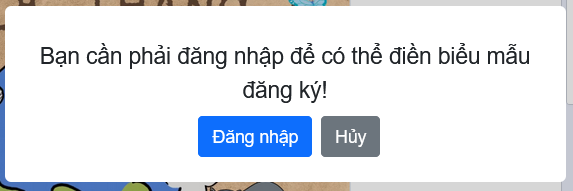 Bạn cần phải đăng nhập để có thể điền biểu mẫu
đăng ký!
Đăng nhập Hủy